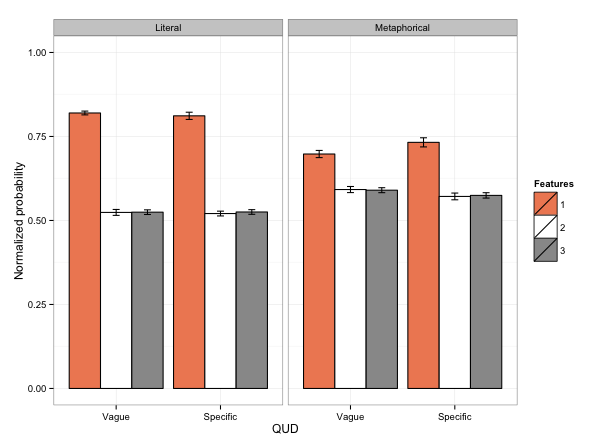 Literal
Metaphorical
1.00
0.75
0.50
0.25
0.00
Normalized probability
Vague
Specific
Vague
Specific
QUD
Features
1
2
3